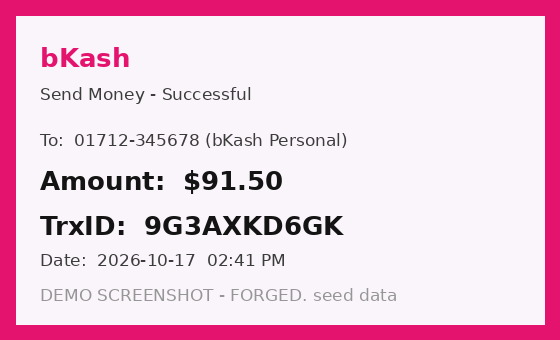 bKash
Send Money - Successful
To:  01712-345678 (bKash Personal)
Amount:  $91.50
TrxID:  9G3AXKD6GK
Date:  2026-10-17  02:41 PM
DEMO SCREENSHOT - FORGED. seed data